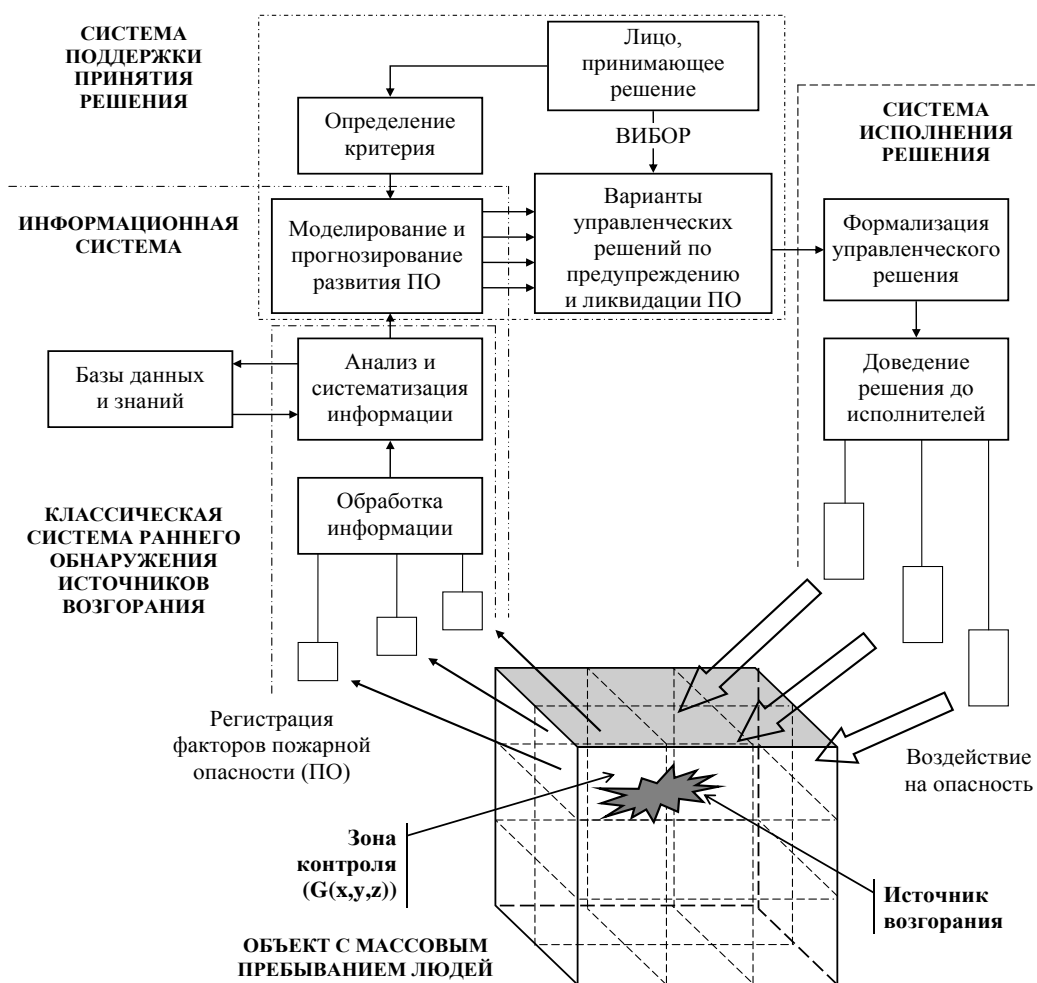 СИСТЕМА
ПОДДЕРЖКИ
ПРИНЯТИЯ
РЕШЕНИЯ
Лицо,
принимающее
решение
Определение
критерия
ВИБОР
СИСТЕМА
ИСПОЛНЕНИЯ
РЕШЕНИЯ
ИНФОРМАЦИОННАЯ
СИСТЕМА
Моделирование и
прогнозирование
развития ПО
Варианты
управленческих
решений по
предупреждению
и ликвидации ПО
Формализация
управленческого
решения
Базы данных
и знаний
Анализ и
систематизация
информации
Доведение
решения до
исполнителей
КЛАССИЧЕСКАЯ
СИСТЕМА РАННЕГО
ОБНАРУЖЕНИЯ
ИСТОЧНИКОВ
ВОЗГОРАНИЯ
Обработка
информации
Регистрация
факторов пожарной
опасности (ПО)
Воздействие
на опасность
Зона
контроля
(G(x,y,z))
Источник
возгорания
ОБЪЕКТ С МАССОВЫМ
ПРЕБЫВАНИЕМ ЛЮДЕЙ